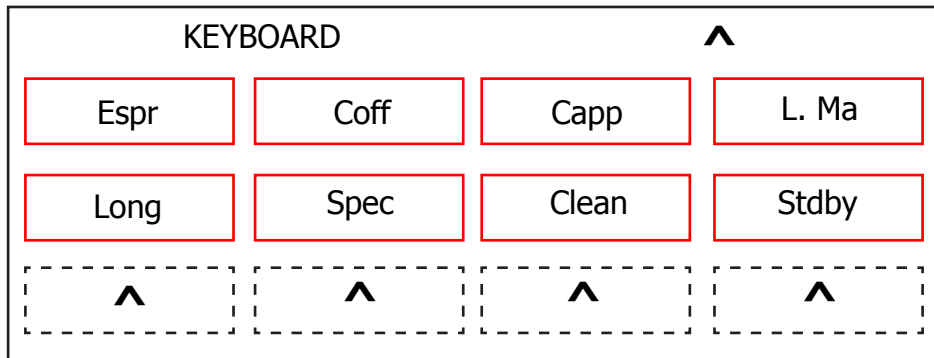 KEYBOARD ^
Espr Coff Capp L. Ma
Long Spec Clean Stdby
^ ^ ^ ^